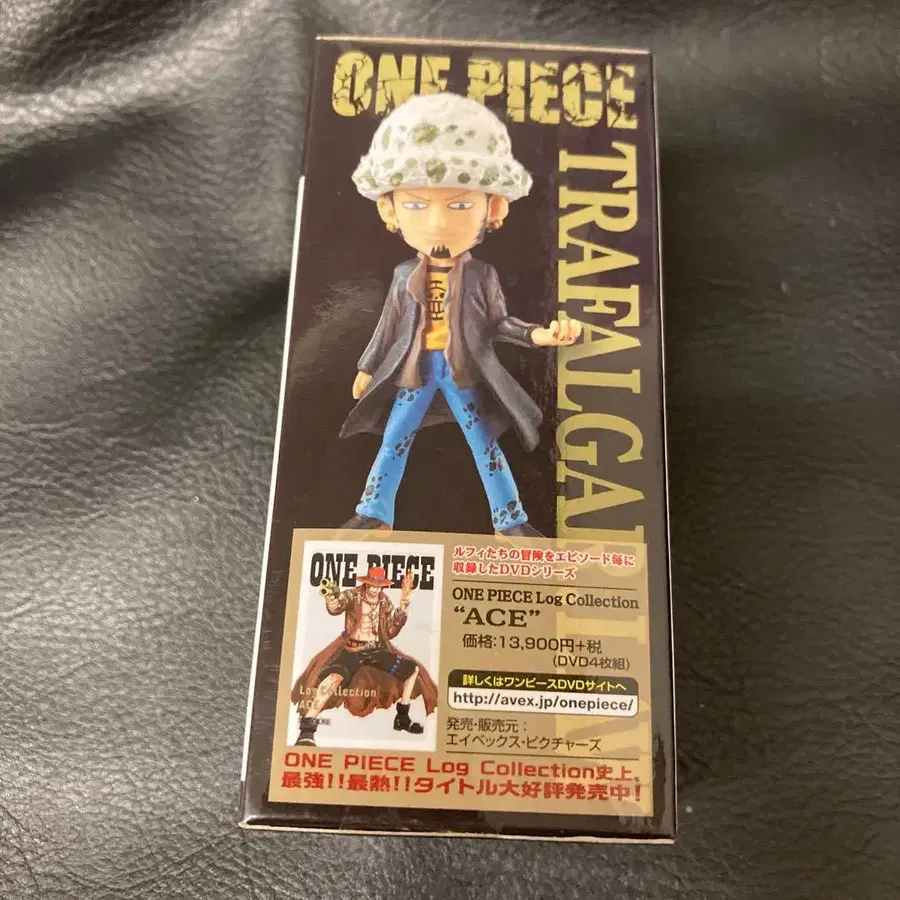 ONE PIECE
TRAFALGAR LAW
ONE PIECE
Log Collection
ACE
ルフィたちの冒険をエピソード毎に
収録したDVDシリーズ
ONE PIECE Log Collection
“ACE”
価格:13,900円+税
(DVD4枚組)
詳しくはワンピースDVDサイトへ
http://avex.jp/onepiece/
発売・販売元:
エイベックス・ピクチャーズ
ONE PIECE Log Collection史上、
最強!!最熱!!タイトル大好評発売中!